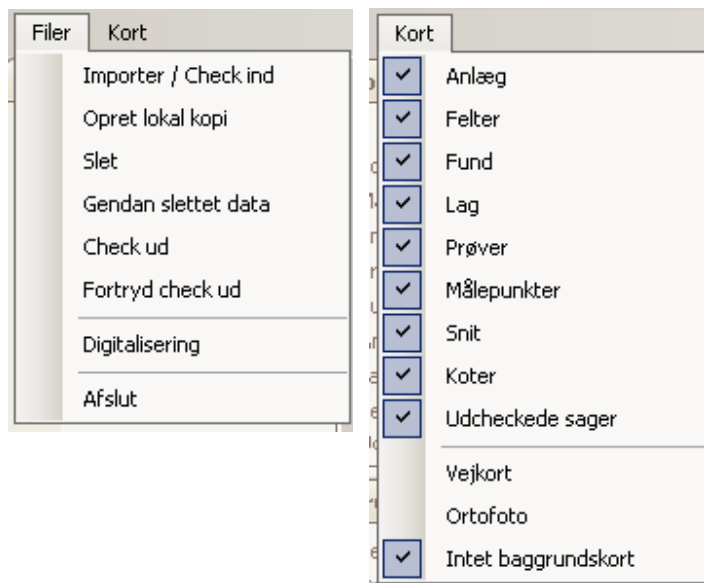 Filer Kort
Importer / Check ind
Opret lokal kopi
Slet
Gendan slettet data
Check ud
Fortryd check ud
Digitalisering
Afslut
Kort
Anlæg
Felter
Fund
Lag
Prøver
Målepunkter
Snit
Koter
Udcheckede sager
Vejkort
Ortofoto
Intet baggrundskort